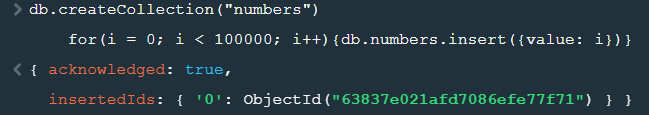 > db.createCollection("numbers")
for(i = 0; i < 100000; i++){db.numbers.insert({value: i})}
< { acknowledged: true,
insertedIds: { '0': ObjectId("63837e021afd7086efe77f71") } }